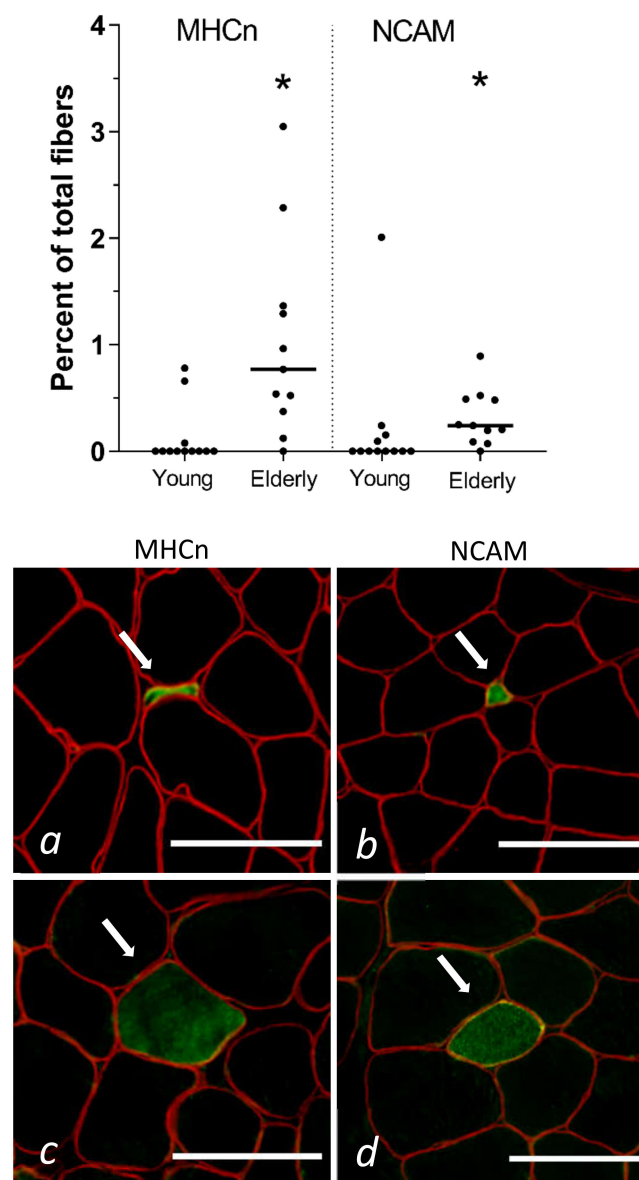 MHCn NCAM
* *
Percent of total fibers
4
3
2
1
0
Young Elderly Young Elderly
MHCn NCAM
a b
c d